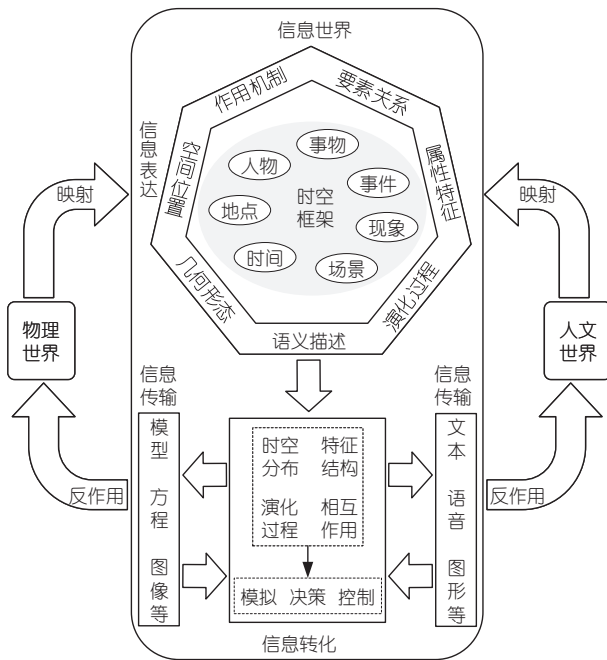 信息世界
作用机制
要素关系
信息表达
空间位置
属性特征
事物
人物
事件
时空
框架
地点
现象
时间
场景
几何形态
演化过程
语义描述
映射
映射
物理
世界
人文
世界
信息
传输
信息
传输
模型
方程
图像等
时空
分布
特征
结构
演化
过程
相互
作用
模拟 决策 控制
文本
语音
图形等
反作用
反作用
信息转化